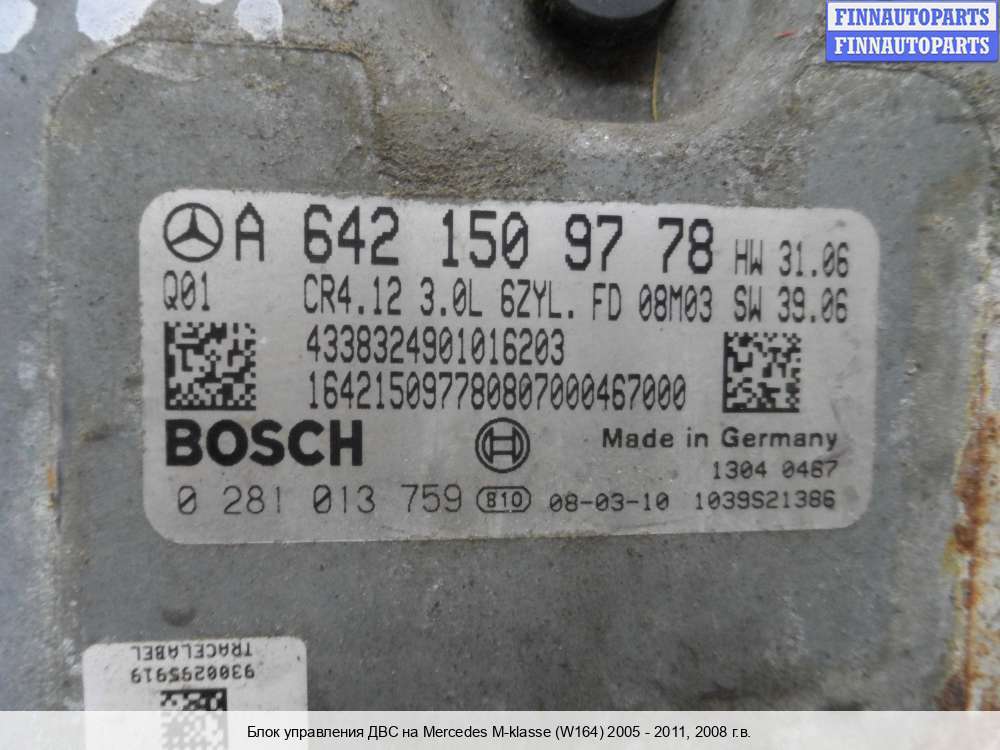 FINNAUTOPARTS
FINNAUTOPARTS
A 642 150 97 78 HW 31.06
Q01 CR4.12 3.0L 6ZYL. FD 08M03 SW 39.06
4338324901016203
164215097780807000467000
BOSCH Made in Germany
1304 0467
0 281 013 759 B10 08-03-10 1039S21386
9300295919
TRACELABEL
Блок управления ДВС на Mercedes M-klasse (W164) 2005 - 2011, 2008 г.в.